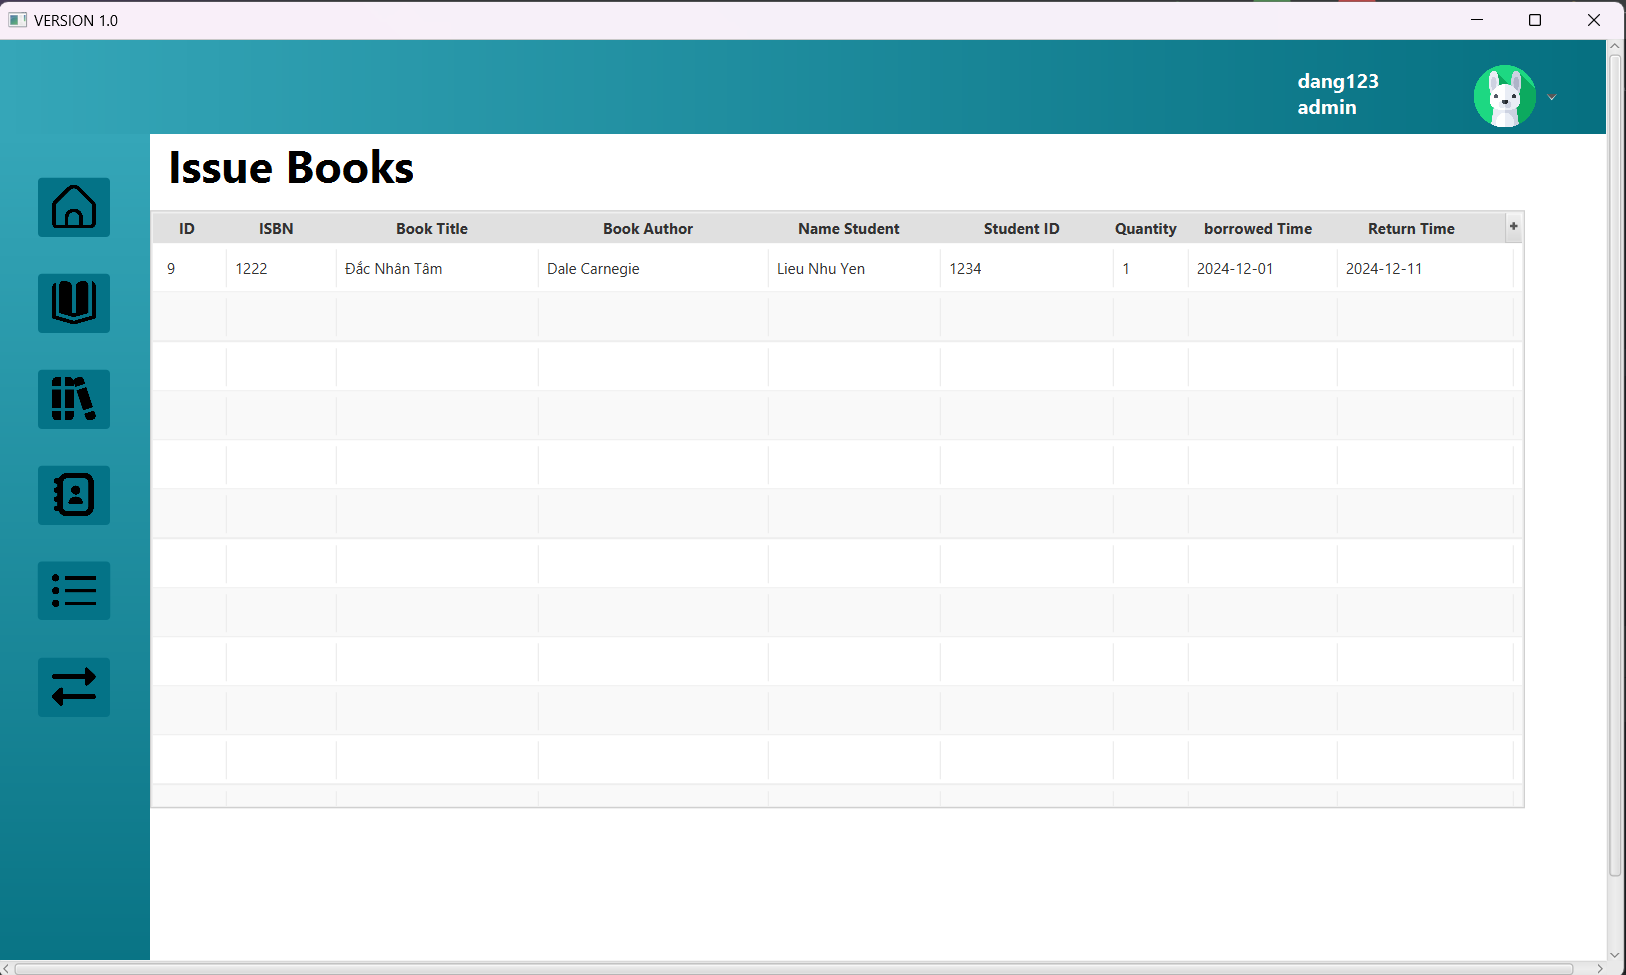 VERSION 1.0
dang123
admin
Issue Books
ID ISBN Book Title Book Author Name Student Student ID Quantity borrowed Time Return Time +
9 1222 Đắc Nhân Tâm Dale Carnegie Lieu Nhu Yen 1234 1 2024-12-01 2024-12-11